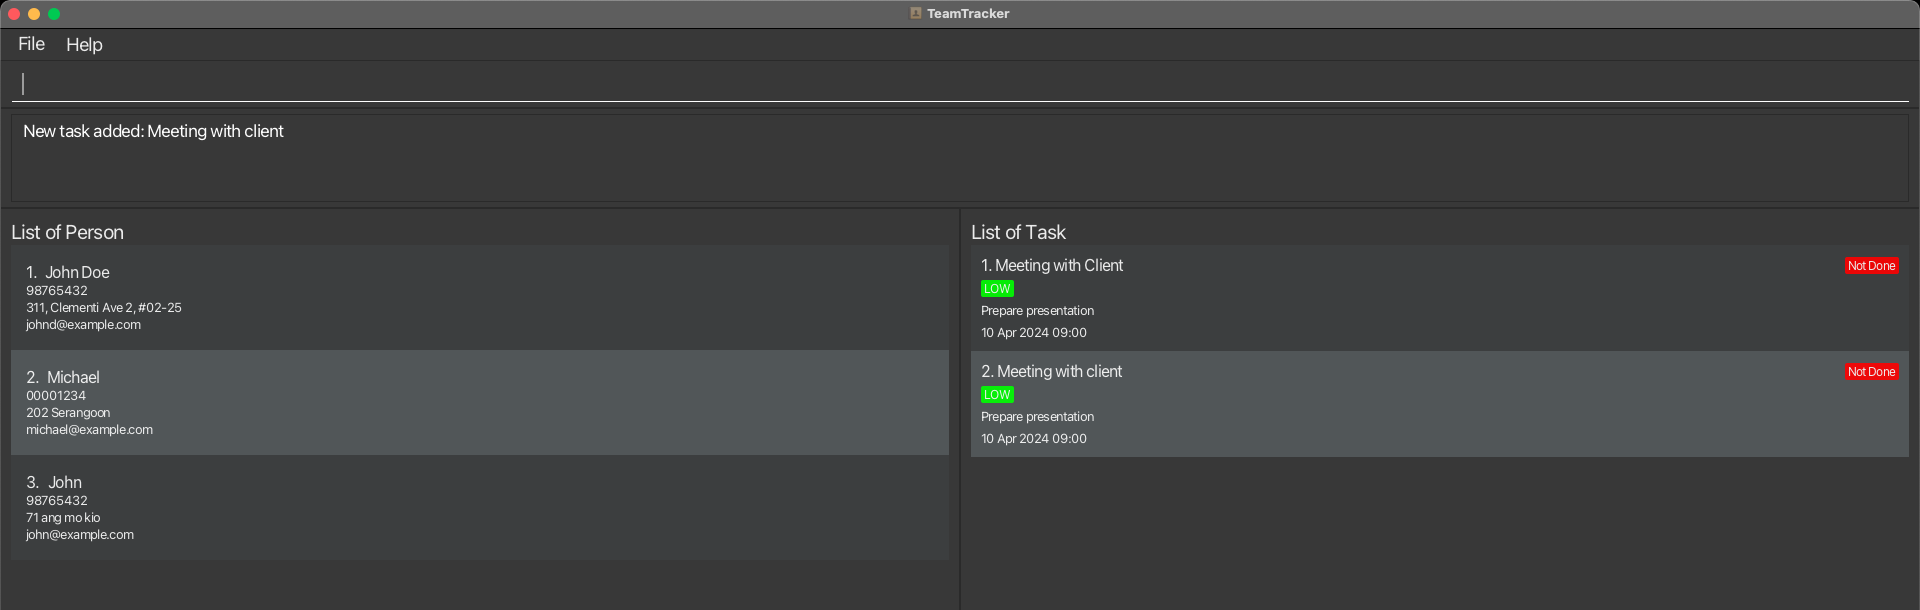 TeamTracker
File Help
New task added: Meeting with client
List of Person
1. John Doe
98765432
311, Clementi Ave 2, #02-25
johnd@example.com
2. Michael
00001234
202 Serangoon
michael@example.com
3. John
98765432
71 ang mo kio
john@example.com
List of Task
1. Meeting with Client
Not Done
LOW
Prepare presentation
10 Apr 2024 09:00
2. Meeting with client
Not Done
LOW
Prepare presentation
10 Apr 2024 09:00